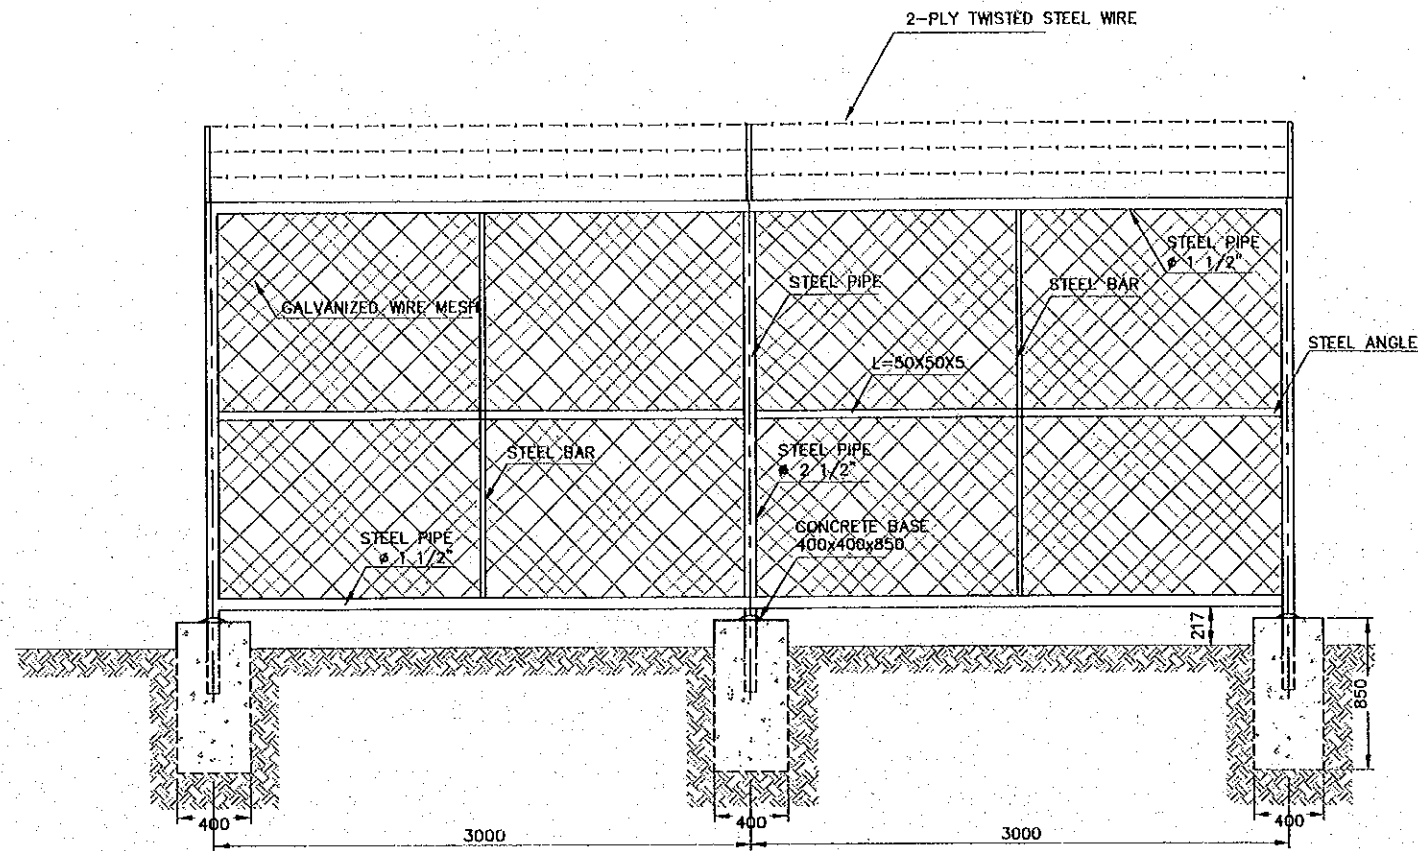 2-PLY TWISTED STEEL WIRE
STEEL PIPE
ø 1 1/2"
STEEL PIPE
STEEL BAR
GALVANIZED WIRE MESH
STEEL ANGLE
L=50X50X5
STEEL BAR
STEEL PIPE
ø 2 1/2"
CONCRETE BASE
400x400x850
STEEL PIPE
ø 1 1/2"
217
850
400
400
400
3000
3000